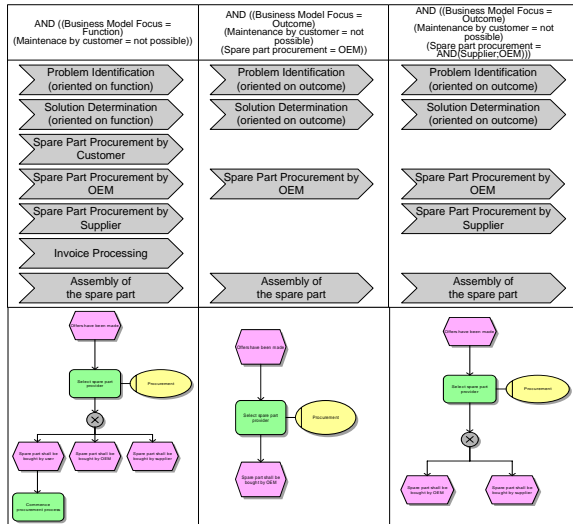 AND ((Business Model Focus =
Function)
(Maintenace by customer = not possible))
AND ((Business Model Focus =
Outcome)
(Maintenance by customer = not
possible)
(Spare part procurement = OEM))
AND ((Business Model Focus =
Outcome)
(Maintenance by customer = not
possible)
(Spare part procurement =
AND(Supplier;OEM)))
Problem Identification
(oriented on function)
Problem Identification
(oriented on outcome)
Problem Identification
(oriented on outcome)
Solution Determination
(oriented on function)
Solution Determination
(oriented on outcome)
Solution Determination
(oriented on outcome)
Spare Part Procurement by
Customer
Spare Part Procurement by
OEM
Spare Part Procurement by
OEM
Spare Part Procurement by
OEM
Spare Part Procurement by
Supplier
Spare Part Procurement by
Supplier
Invoice Processing
Assembly of
the spare part
Assembly of
the spare part
Assembly of
the spare part
Offers have been made
Select spare part
provider
Procurement
Spare part shall be
bought by user
Spare part shall be
bought by OEM
Spare part shall be
bought by supplier
Commence
procurement process
Offers have been made
Select spare part
provider
Procurement
Spare part shall be
bought by OEM
Offers have been made
Select spare part
provider
Procurement
Spare part shall be
bought by OEM
Spare part shall be
bought by supplier